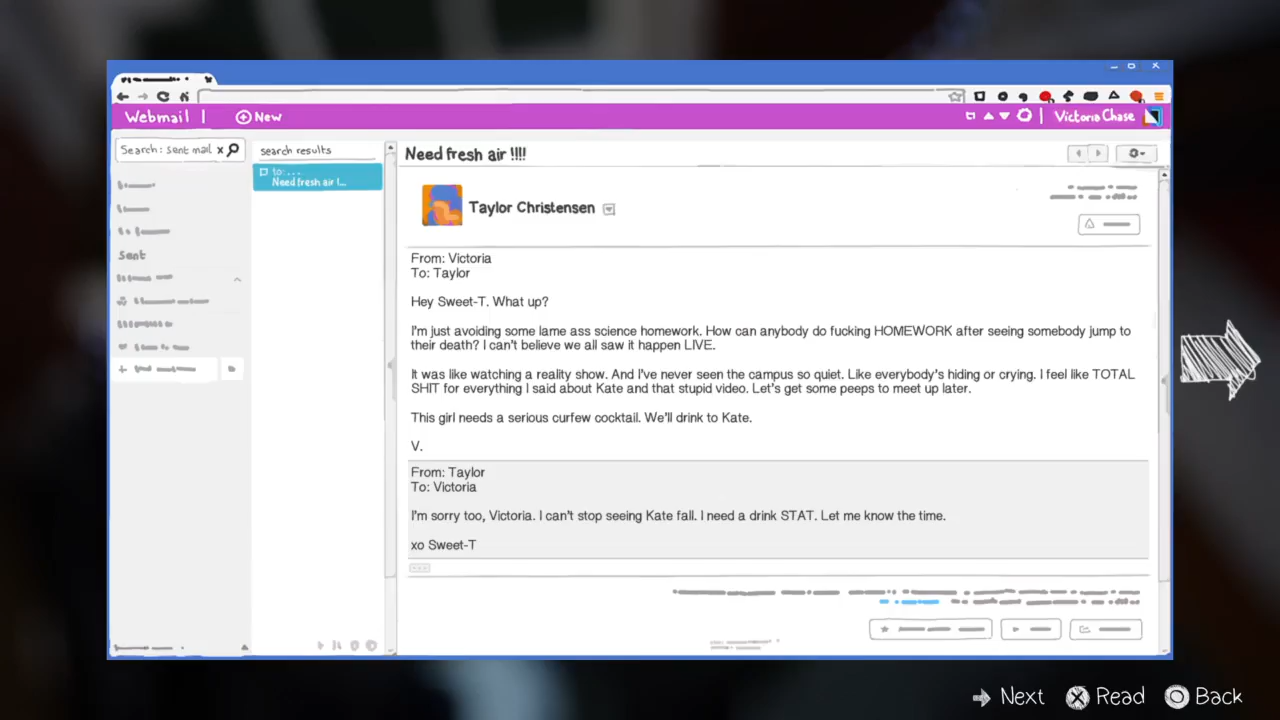 Webmail |
New
Victoria Chase
Search: sent mail x
search results
to: ...
Need fresh air !...
Sent
Need fresh air !!!!
Taylor Christensen
From: Victoria
To: Taylor
Hey Sweet-T. What up?
I'm just avoiding some lame ass science homework. How can anybody do fucking HOMEWORK after seeing somebody jump to
their death? I can't believe we all saw it happen LIVE.
It was like watching a reality show. And I've never seen the campus so quiet. Like everybody's hiding or crying. I feel like TOTAL
SHIT for everything I said about Kate and that stupid video. Let's get some peeps to meet up later.
This girl needs a serious curfew cocktail. We'll drink to Kate.
V.
From: Taylor
To: Victoria
I'm sorry too, Victoria. I can't stop seeing Kate fall. I need a drink STAT. Let me know the time.
xo Sweet-T
Next
Read
Back